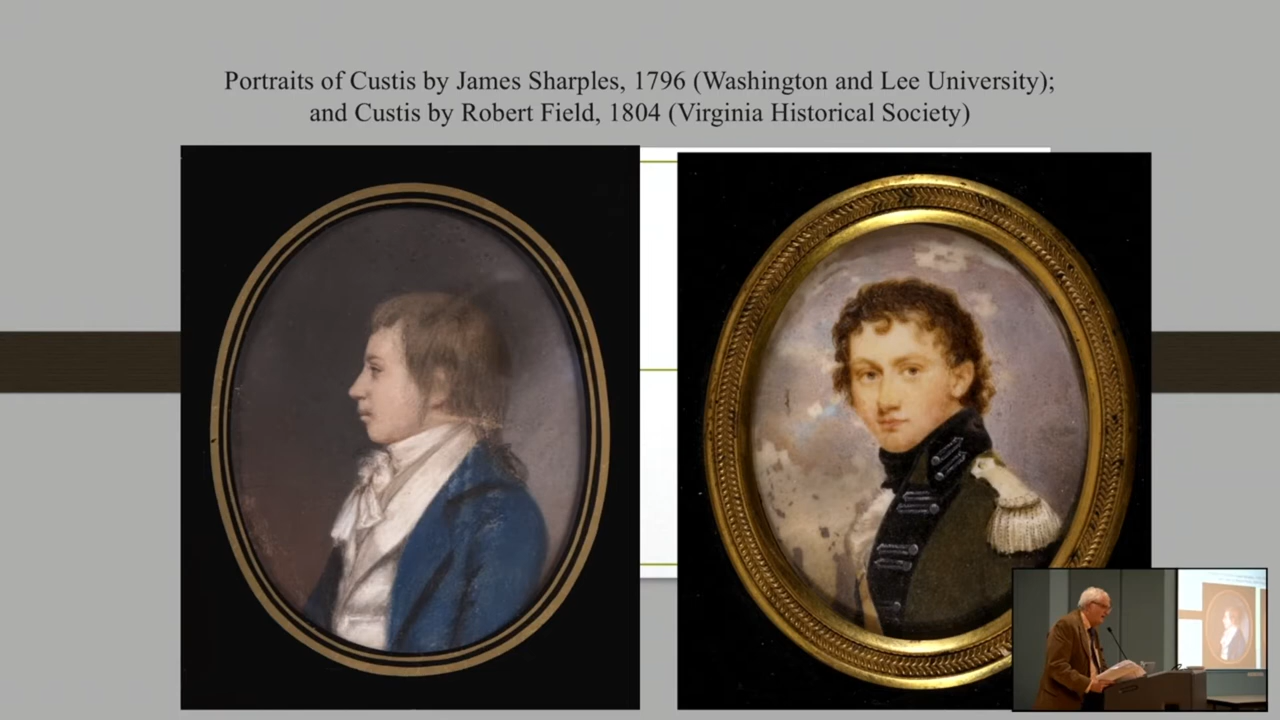 Portraits of Custis by James Sharples, 1796 (Washington and Lee University);
and Custis by Robert Field, 1804 (Virginia Historical Society)